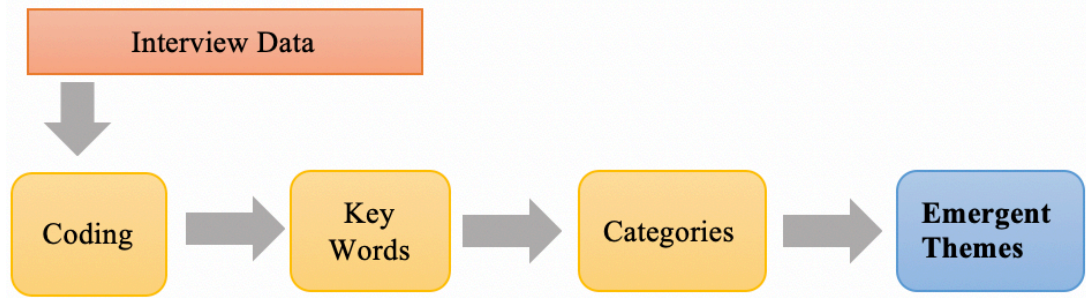 Interview Data
Coding
Key
Words
Categories
Emergent
Themes